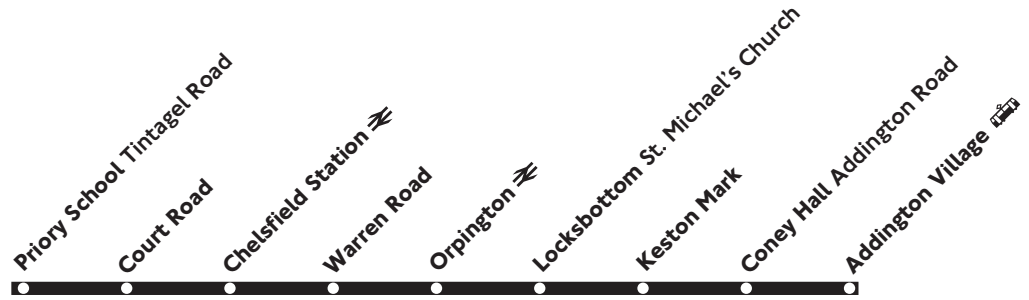 Priory School Tintagel Road
Court Road
Chelsfield Station
Warren Road
Orpington
Locksbottom St. Michael's Church
Keston Mark
Coney Hall Addington Road
Addington Village